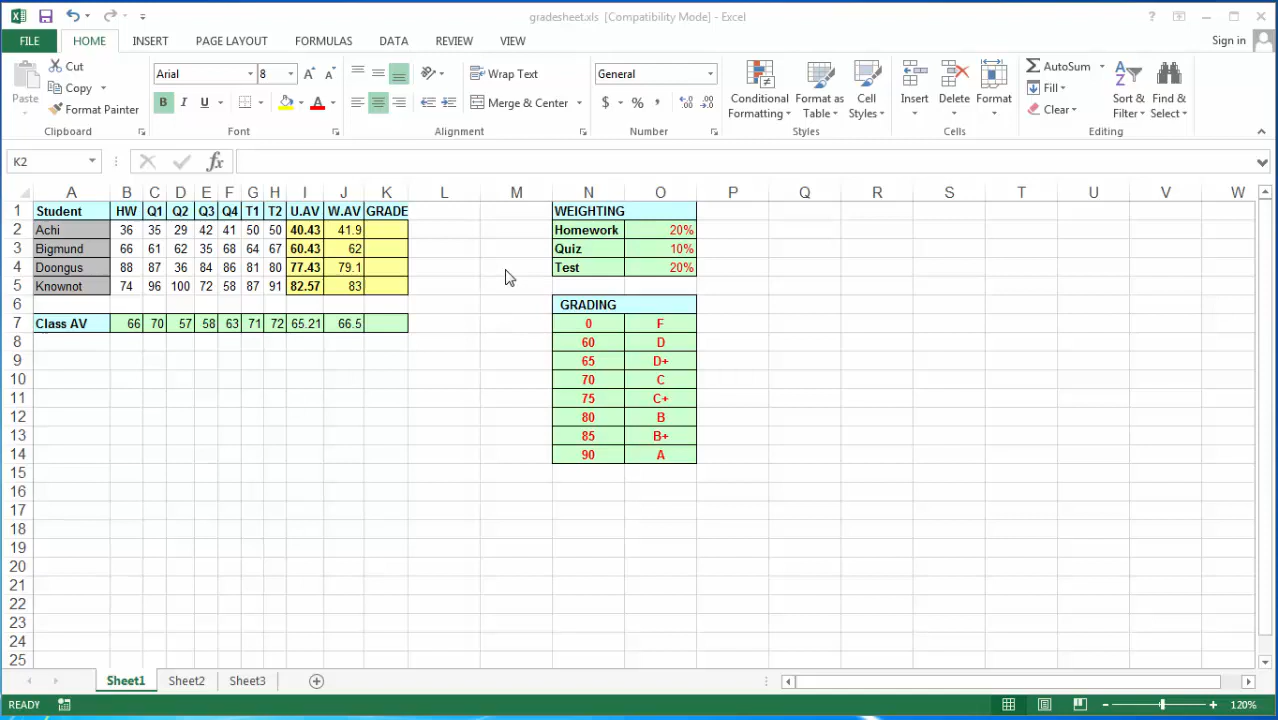 gradesheet.xls [Compatibility Mode] - Excel
FILE HOME INSERT PAGE LAYOUT FORMULAS DATA REVIEW VIEW Sign in
Paste Cut Copy Format Painter Clipboard
Arial 8 B I U A Font
Wrap Text Merge & Center Alignment
General $ % , Number
Conditional Formatting Format as Table Cell Styles Styles
Insert Delete Format Cells
AutoSum Fill Clear Sort & Filter Find & Select Editing
K2 fx
A B C D E F G H I J K L M N O P Q R S T U V W
1 Student HW Q1 Q2 Q3 Q4 T1 T2 U.AV W.AV GRADE WEIGHTING
2 Achi 36 35 29 42 41 50 50 40.43 41.9 Homework 20%
3 Bigmund 66 61 62 35 68 64 67 60.43 62 Quiz 10%
4 Doongus 88 87 36 84 86 81 80 77.43 79.1 Test 20%
5 Knownot 74 96 100 72 58 87 91 82.57 83
6 GRADING
7 Class AV 66 70 57 58 63 71 72 65.21 66.5 0 F
8 60 D
9 65 D+
10 70 C
11 75 C+
12 80 B
13 85 B+
14 90 A
15
16
17
18
19
20
21
22
23
24
25
Sheet1 Sheet2 Sheet3
READY 120%